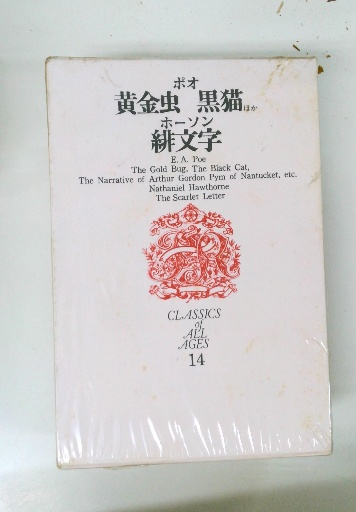 ポオ
黄金虫 黒猫ほか
ホーソン
緋文字
E. A. Poe
The Gold Bug, The Black Cat,
The Narrative of Arthur Gordon Pym of Nantucket, etc.
Nathaniel Hawthorne
The Scarlet Letter
CLASSICS
of
ALL
AGES
14